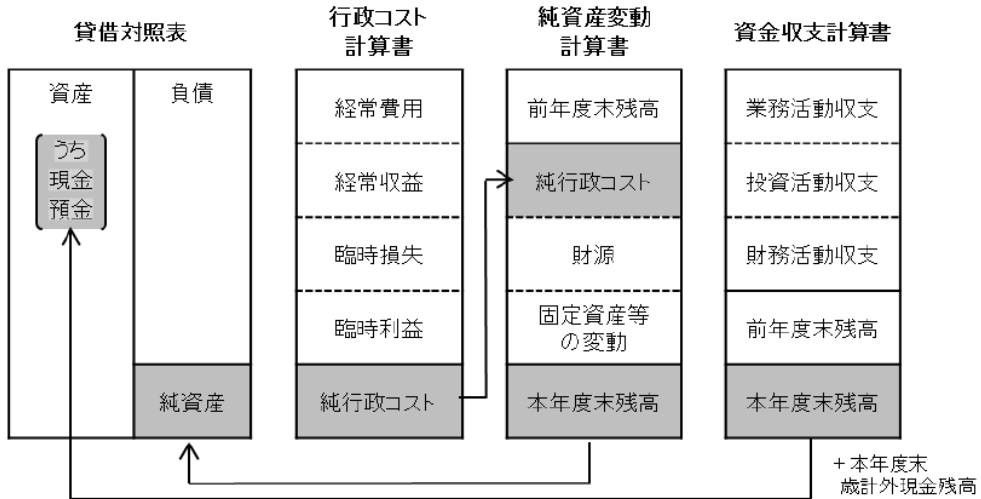 貸借対照表
資産
うち
現金
預金
負債
純資産
行政コスト
計算書
経常費用
経常収益
臨時損失
臨時利益
純行政コスト
純資産変動
計算書
前年度末残高
純行政コスト
財源
固定資産等
の変動
本年度末残高
資金収支計算書
業務活動収支
投資活動収支
財務活動収支
前年度末残高
本年度末残高
+本年度末
歳計外現金残高